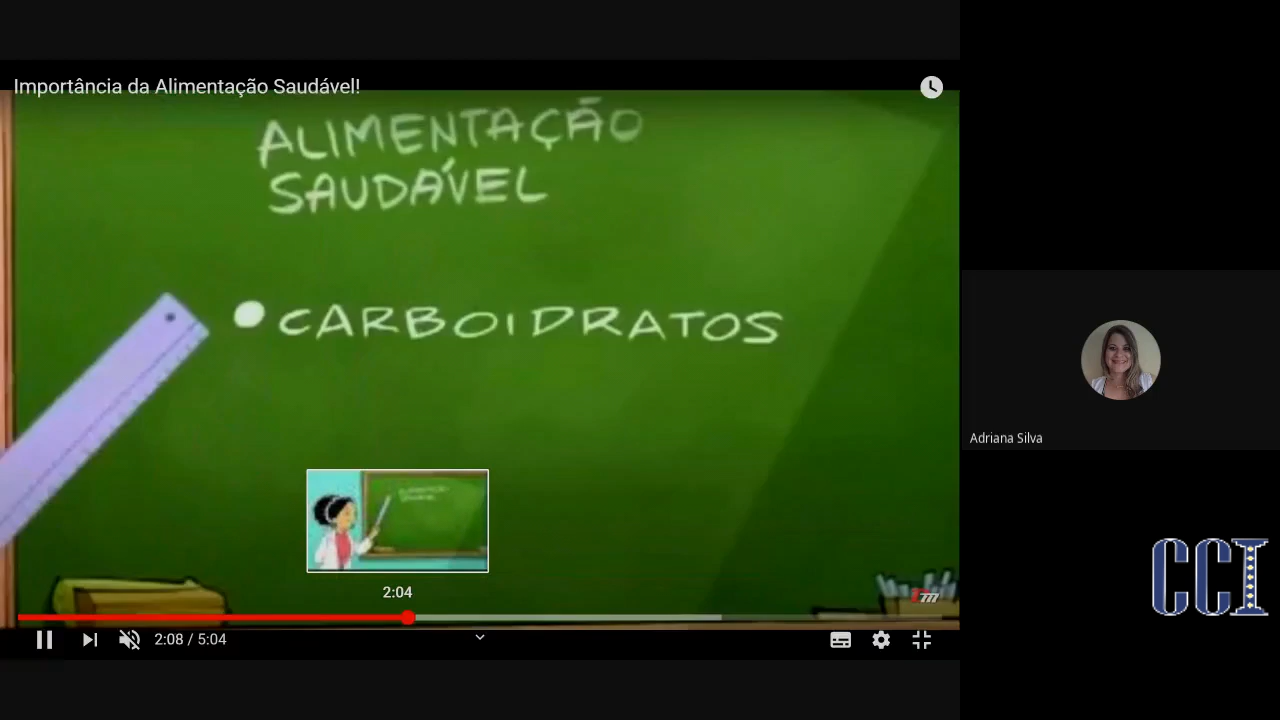 Importância da Alimentação Saudável!
ALIMENTAÇÃO
SAUDÁVEL
CARBOIDRATOS
Adriana Silva
2:04
2:08 / 5:04
CCI